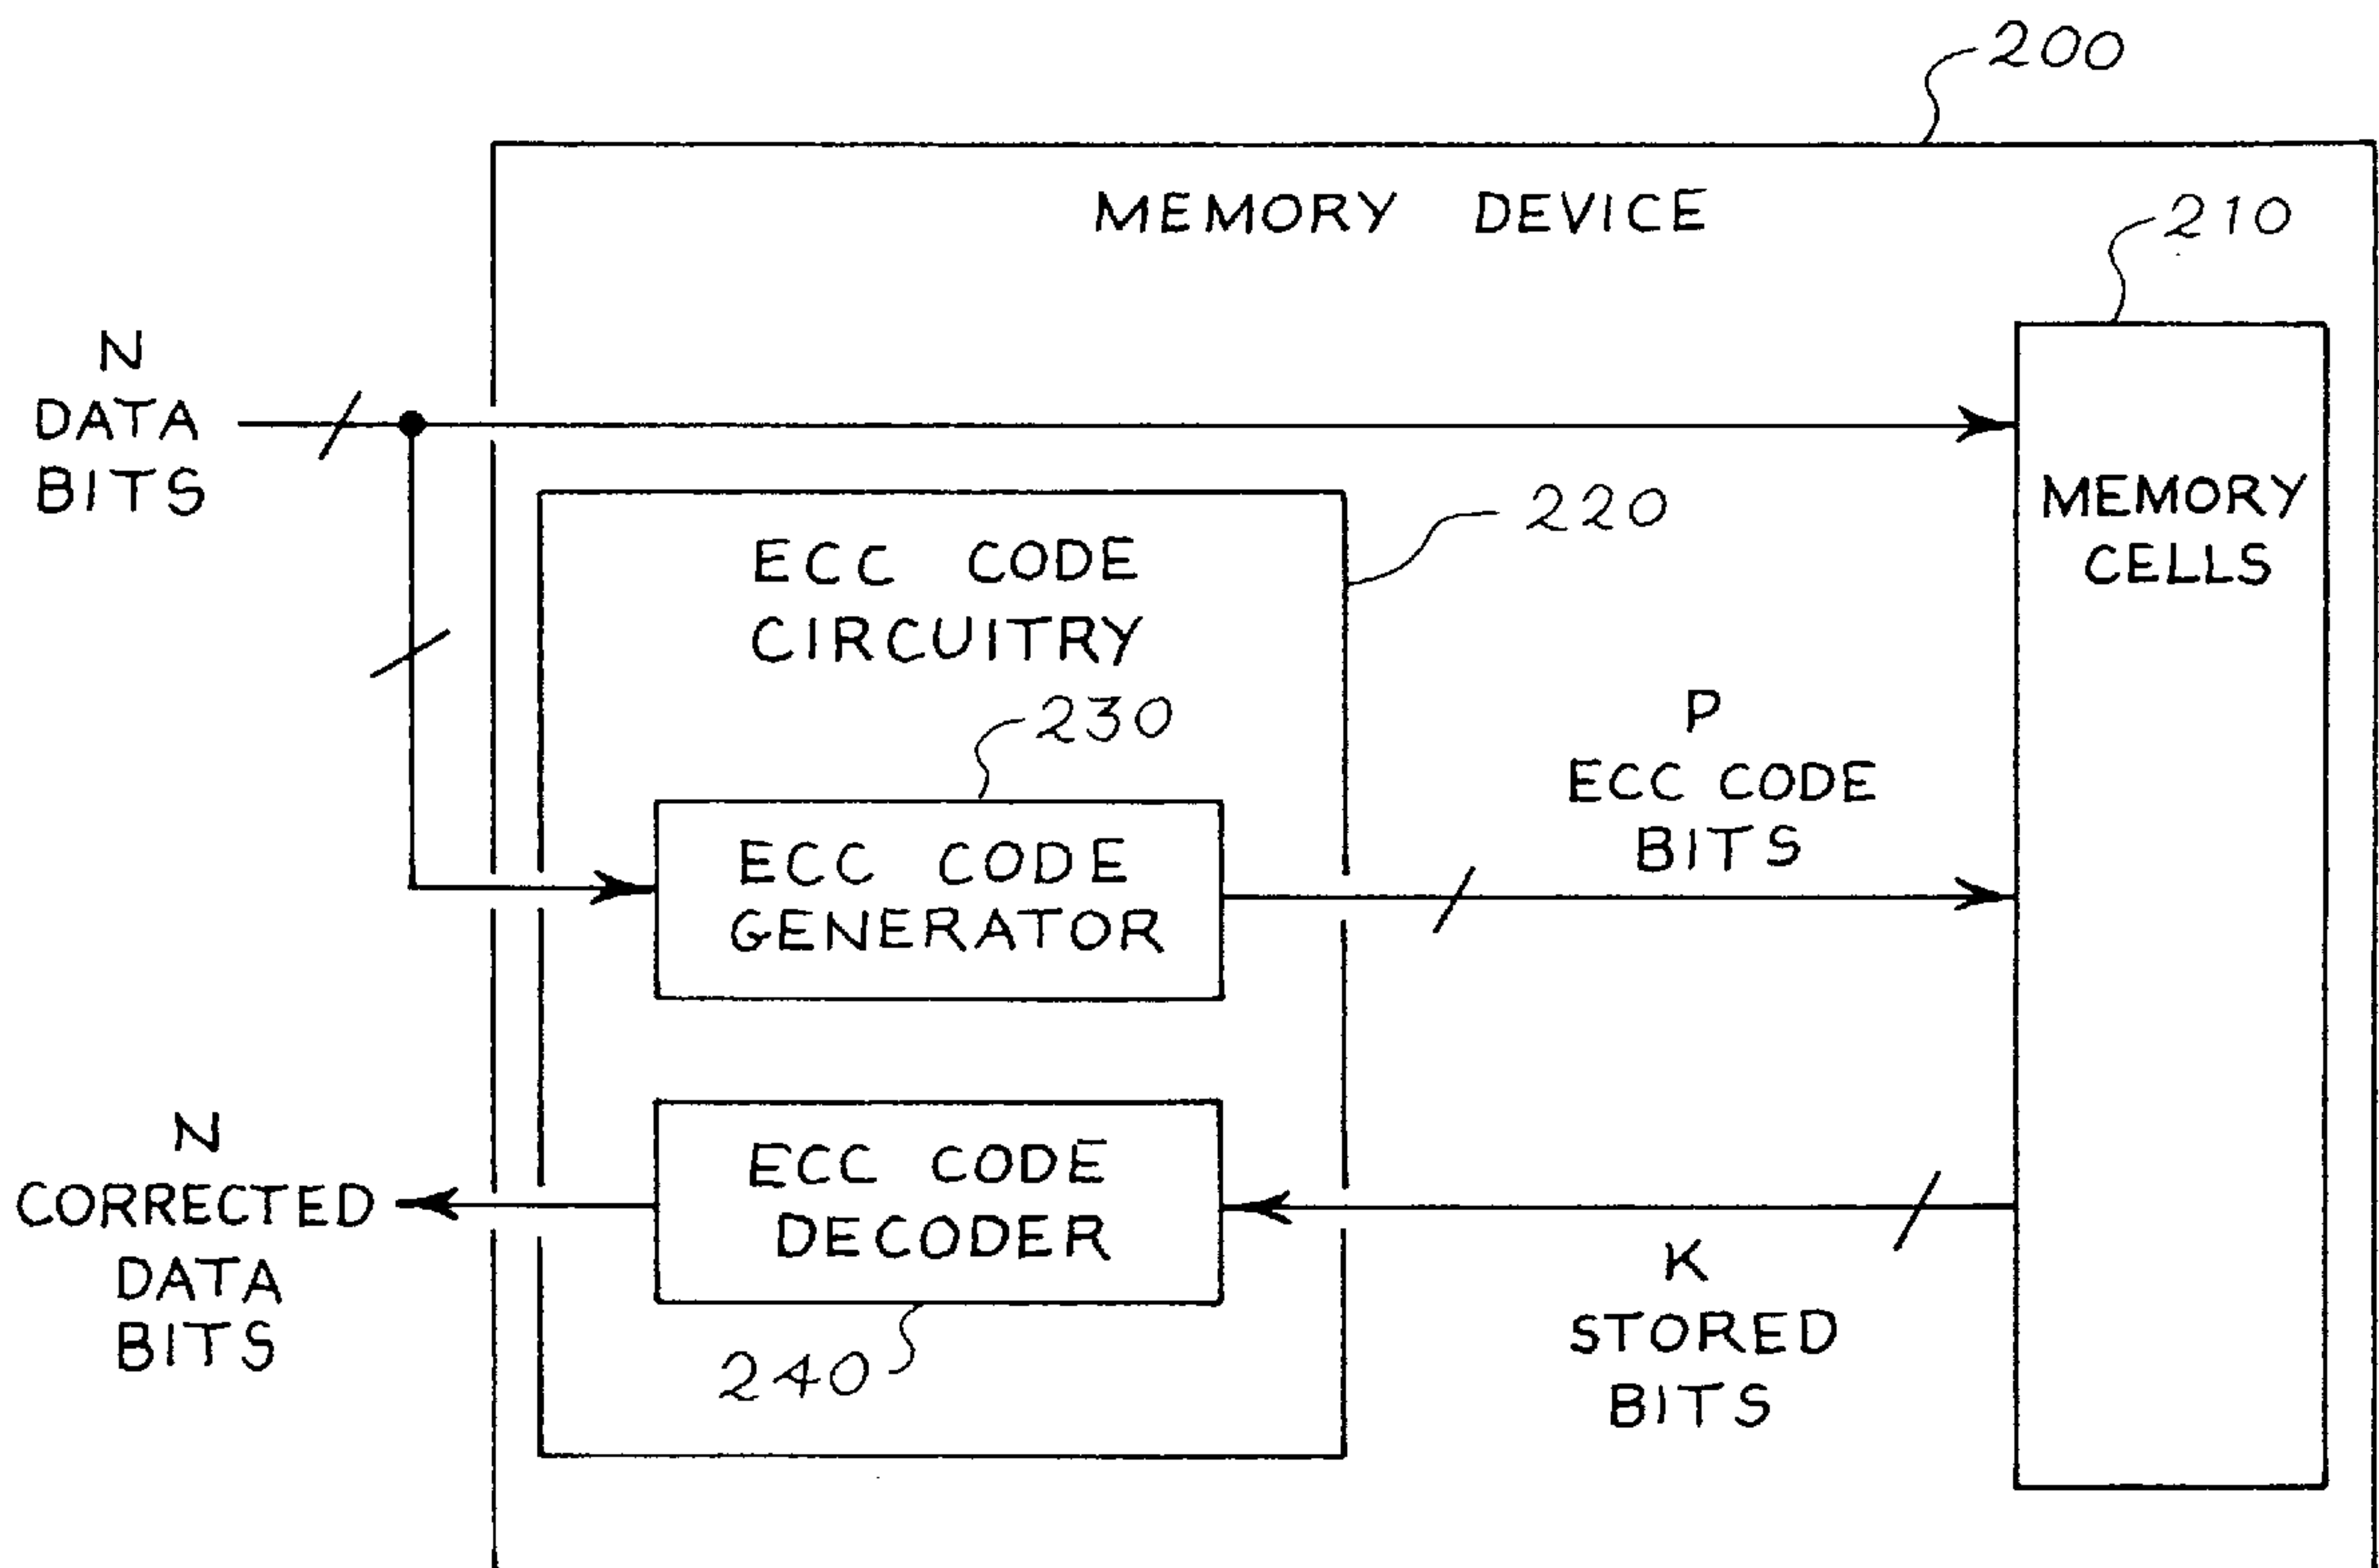 200
MEMORY DEVICE
210
N
DATA
BITS
MEMORY
CELLS
220
ECC CODE
CIRCUITRY
230
P
ECC CODE
BITS
ECC CODE
GENERATOR
N
CORRECTED
DATA
BITS
ECC CODE
DECODER
240
K
STORED
BITS